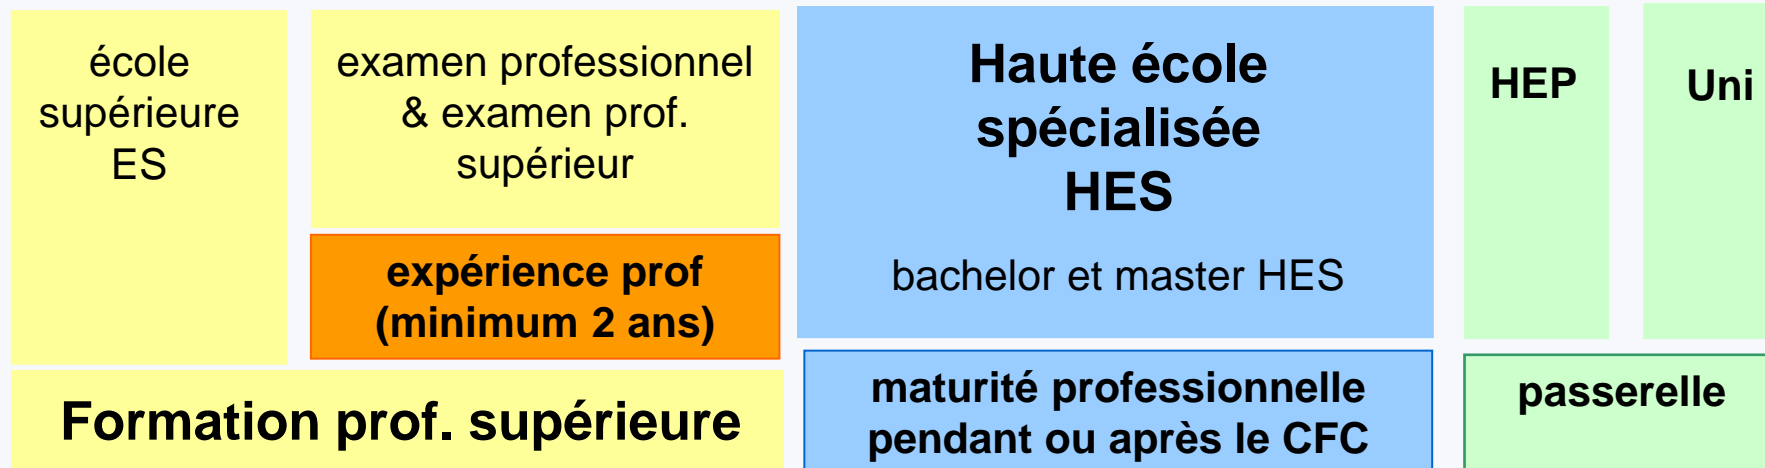 école
supérieure
ES
examen professionnel
& examen prof.
supérieur
expérience prof
(minimum 2 ans)
Formation prof. supérieure
Haute école
spécialisée
HES
bachelor et master HES
maturité professionnelle
pendant ou après le CFC
HEP
Uni
passerelle